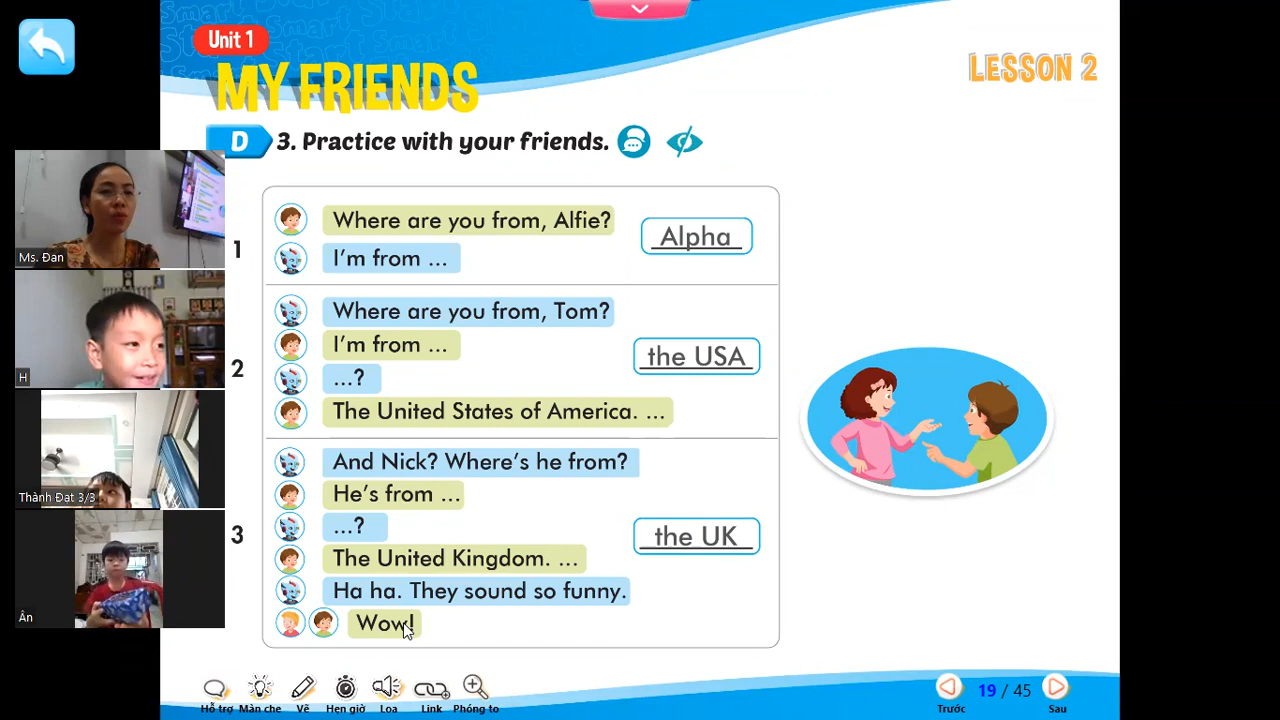 Unit 1
MY FRIENDS
LESSON 2
D 3. Practice with your friends.
1
Where are you from, Alfie?
I'm from ...
Alpha
2
Where are you from, Tom?
I'm from ...
...?
The United States of America. ...
the USA
3
And Nick? Where's he from?
He's from ...
...?
The United Kingdom. ...
Ha ha. They sound so funny.
Wow!
the UK
Ms. Đan
H
Thành Đạt 3/3
Ân
Hỗ trợ Màn che Vẽ Hẹn giờ Loa Link Phóng to
19 / 45
Trước Sau